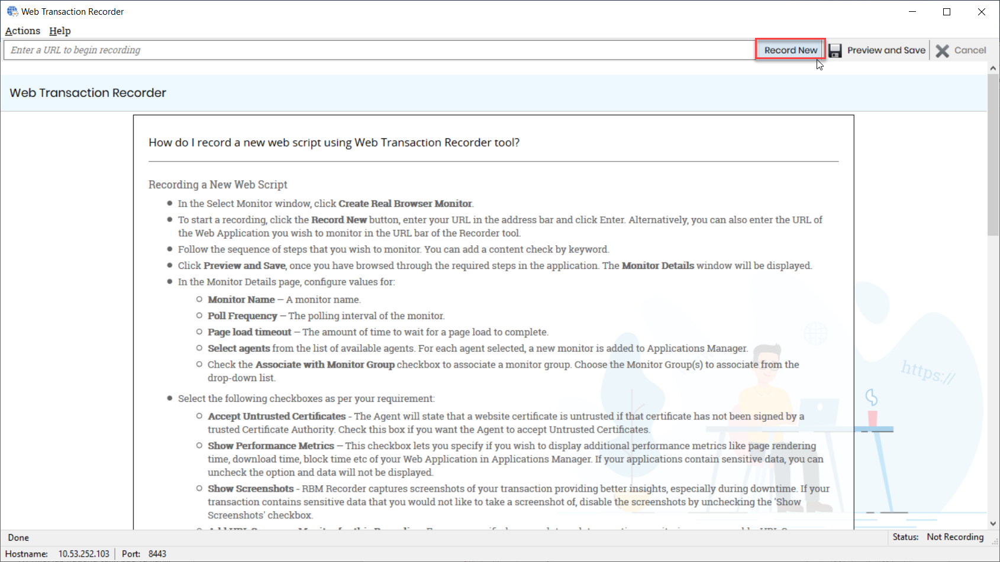 Web Transaction Recorder
Actions Help
Enter a URL to begin recording Record New Preview and Save Cancel
Web Transaction Recorder
How do I record a new web script using Web Transaction Recorder tool?
Recording a New Web Script
In the Select Monitor window, click Create Real Browser Monitor.
To start a recording, click the Record New button, enter your URL in the address bar and click Enter. Alternatively, you can also enter the URL of
the Web Application you wish to monitor in the URL bar of the Recorder tool.
Follow the sequence of steps that you wish to monitor. You can add a content check by keyword.
Click Preview and Save, once you have browsed through the required steps in the application. The Monitor Details window will be displayed.
In the Monitor Details page, configure values for:
Monitor Name – A monitor name.
Poll Frequency – The polling interval of the monitor.
Page load timeout – The amount of time to wait for a page load to complete.
Select agents from the list of available agents. For each agent selected, a new monitor is added to Applications Manager.
Check the Associate with Monitor Group checkbox to associate a monitor group. Choose the Monitor Group(s) to associate from the
drop-down list.
https://
Select the following checkboxes as per your requirement:
Accept Untrusted Certificates - The Agent will state that a website certificate is untrusted if that certificate has not been signed by a
trusted Certificate Authority. Check this box if you want the Agent to accept Untrusted Certificates.
Show Performance Metrics – This checkbox lets you specify if you wish to display additional performance metrics like page rendering
time, download time, block time etc of your Web Application in Applications Manager. If your applications contain sensitive data, you can
uncheck the option and data will not be displayed.
Show Screenshots - RBM Recorder captures screenshots of your transaction providing better insights, especially during downtime. If your
transaction contains sensitive data that you would not like to take a screenshot of, disable the screenshots by unchecking the 'Show
Screenshots' checkbox.
Done Status: Not Recording
Hostname: 10.53.252.103 Port: 8443